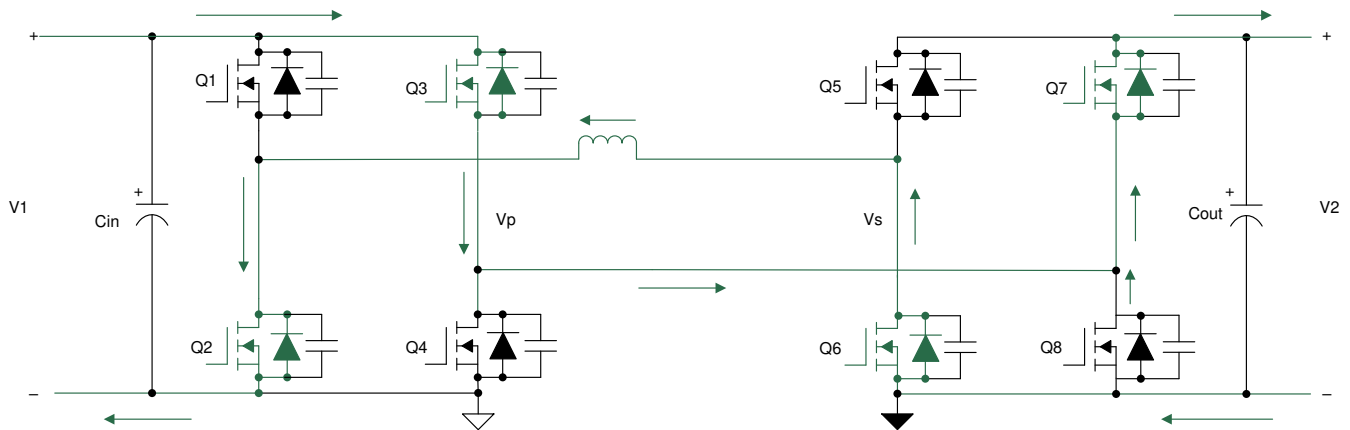 + +
Q1 Q3 Q5 Q7
+ +
V1 Cin Vp Vs Cout V2
Q2 Q4 Q6 Q8
– –